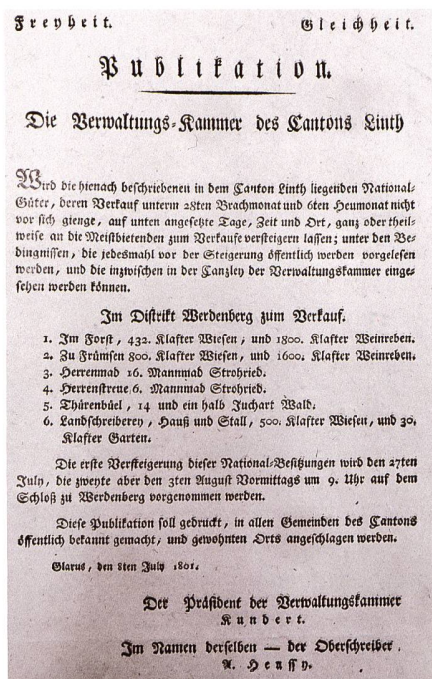 Freyheit. Gleichheit.
Publikation.
Die Verwaltungs-Kammer des Cantons Linth
Wird die hienach beschriebenen in dem Canton Linth liegenden National-
Güter, deren Verkauf unterm 28ten Brachmonat und 6ten Heumonat nicht
vor sich gienge, auf unten angesetzte Tage, Zeit und Ort, ganz oder theil-
weise an die Meistbietenden zum Verkaufe versteigern lassen; unter den Be-
dingnissen, die jedesmahl vor der Steigerung öffentlich werden vorgelesen
werden, und die inzwischen in der Canzley der Verwaltungskammer einge-
sehen werden können.
Im Distrikt Werdenberg zum Verkauf.
1. Im Forst, 432. Klafter Wiesen, und 1800. Klafter Weinreben.
2. Zu Frümsen 800. Klafter Wiesen, und 1600. Klafter Weinreben.
3. Herrenmad 16. Mannmad Strohried.
4. Herrenstreue 6. Mannmad Strohried.
5. Thürenbüel, 14 und ein halb Juchart Wald.
6. Landschreiberey, Hauß und Stall, 500. Klafter Wiesen, und 30.
Klafter Garten.
Die erste Versteigerung dieser National-Besitzungen wird den 27ten
July, die zweyte aber den 3ten August Vormittags um 9. Uhr auf dem
Schloß zu Werdenberg vorgenommen werden.
Diese Publikation soll gedruckt, in allen Gemeinden des Cantons
öffentlich bekannt gemacht, und gewohnten Orts angeschlagen werden.
Glarus, den 8ten July 1801.
Der Präsident der Verwaltungskammer
Kundert.
Im Namen derselben — der Oberschreiber.
A. Heussy.